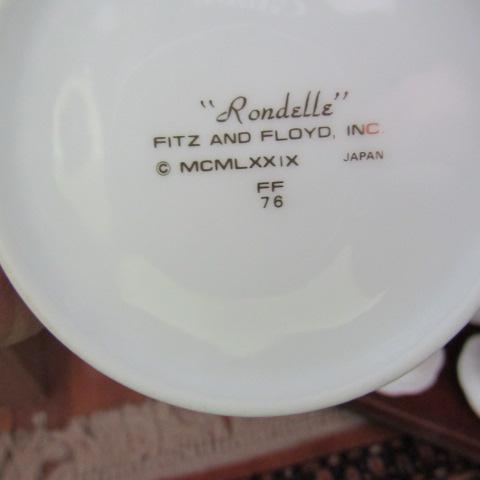 "Rondelle"
FITZ AND FLOYD, INC.
© MCMLXXIX JAPAN
FF
76